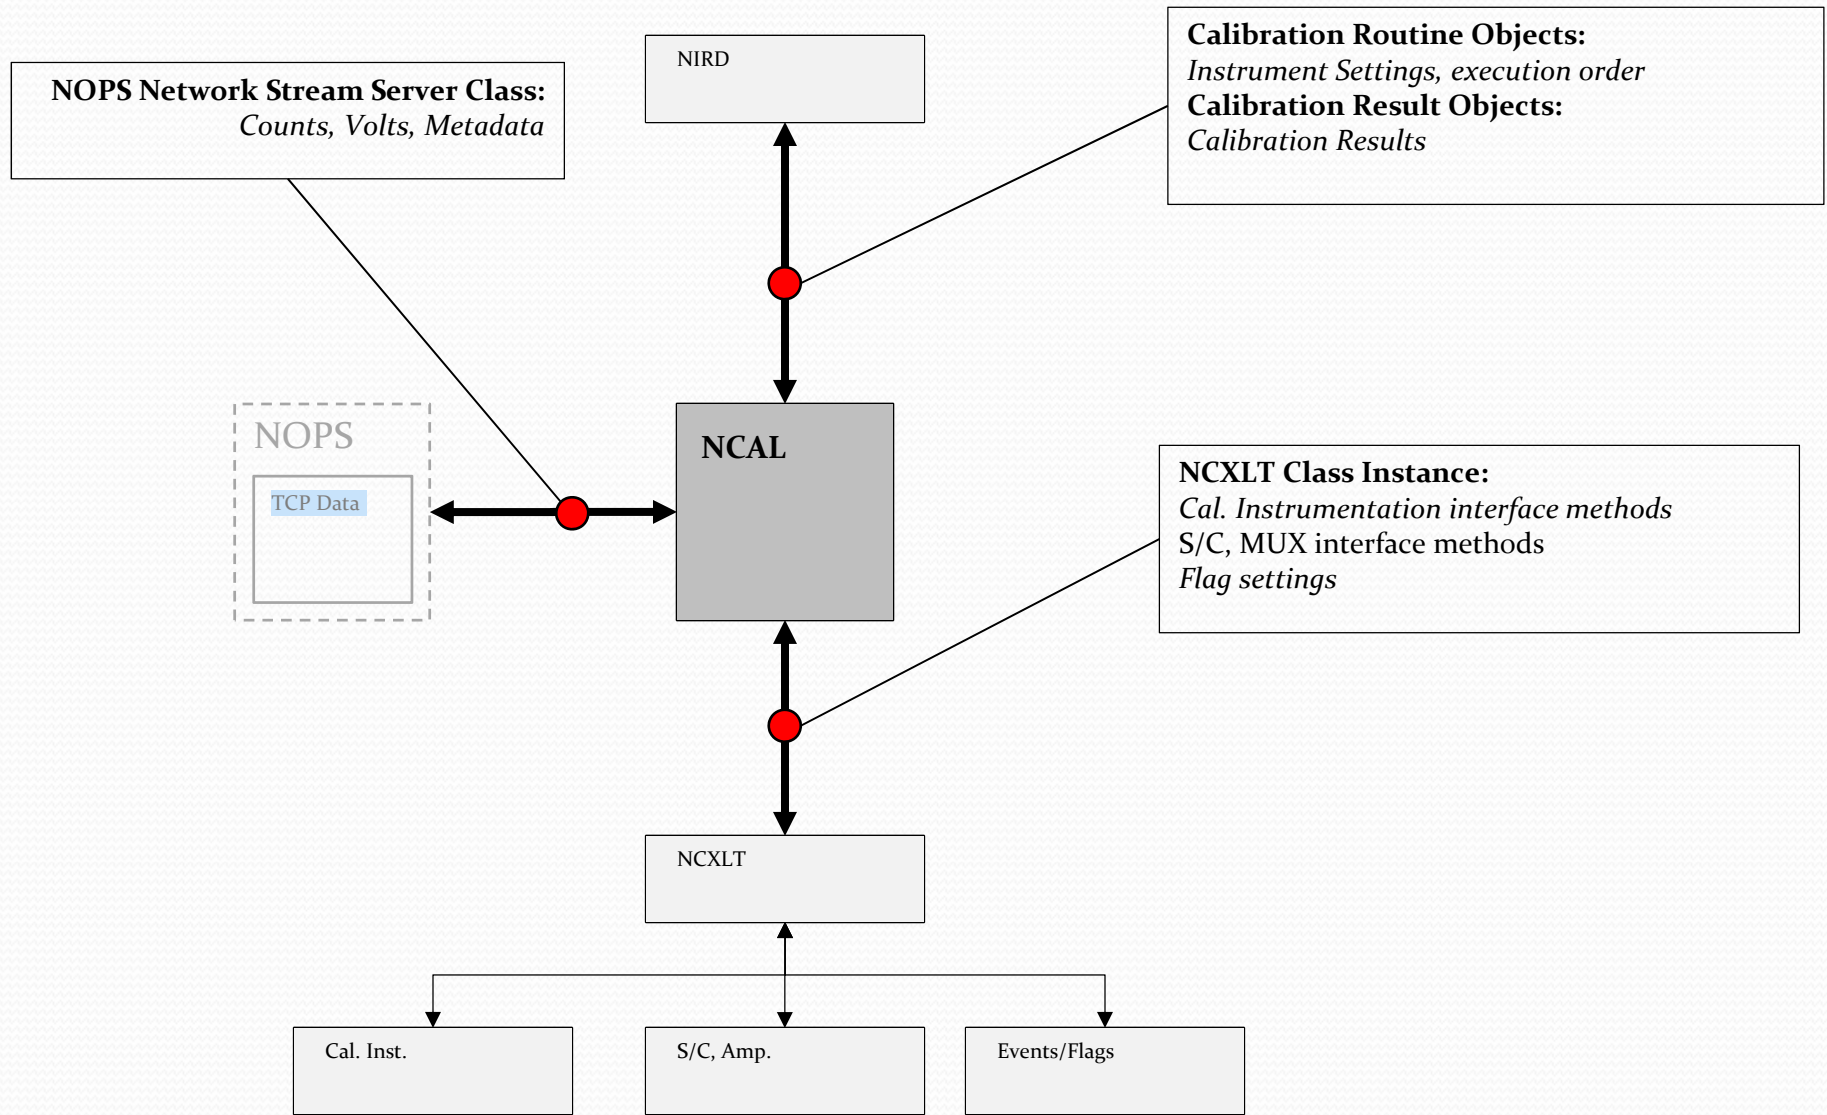 NIRD
Calibration Routine Objects:
Instrument Settings, execution order
Calibration Result Objects:
Calibration Results
NOPS Network Stream Server Class:
Counts, Volts, Metadata
NOPS
TCP Data
NCAL
NCXLT Class Instance:
Cal. Instrumentation interface methods
S/C, MUX interface methods
Flag settings
NCXLT
Cal. Inst.
S/C, Amp.
Events/Flags